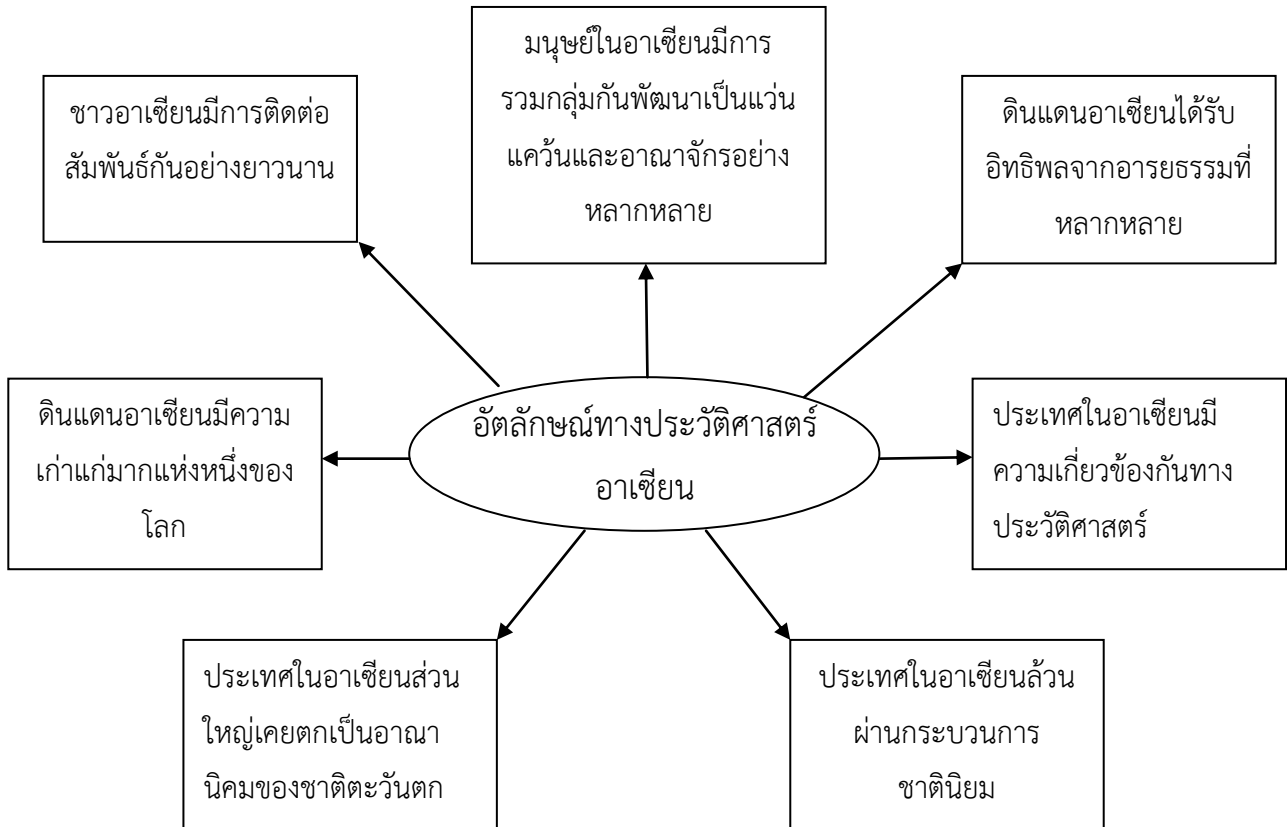 มนุษย์ในอาเซียนมีการ
รวมกลุ่มกันพัฒนาเป็นแว่น
แคว้นและอาณาจักรอย่าง
หลากหลาย
ชาวอาเซียนมีการติดต่อ
สัมพันธ์กันอย่างยาวนาน
ดินแดนอาเซียนได้รับ
อิทธิพลจากอารยธรรมที่
หลากหลาย
ดินแดนอาเซียนมีความ
เก่าแก่มากแห่งหนึ่งของ
โลก
อัตลักษณ์ทางประวัติศาสตร์
อาเซียน
ประเทศในอาเซียนมี
ความเกี่ยวข้องกันทาง
ประวัติศาสตร์
ประเทศในอาเซียนส่วน
ใหญ่เคยตกเป็นอาณา
นิคมของชาติตะวันตก
ประเทศในอาเซียนล้วน
ผ่านกระบวนการ
ชาตินิยม